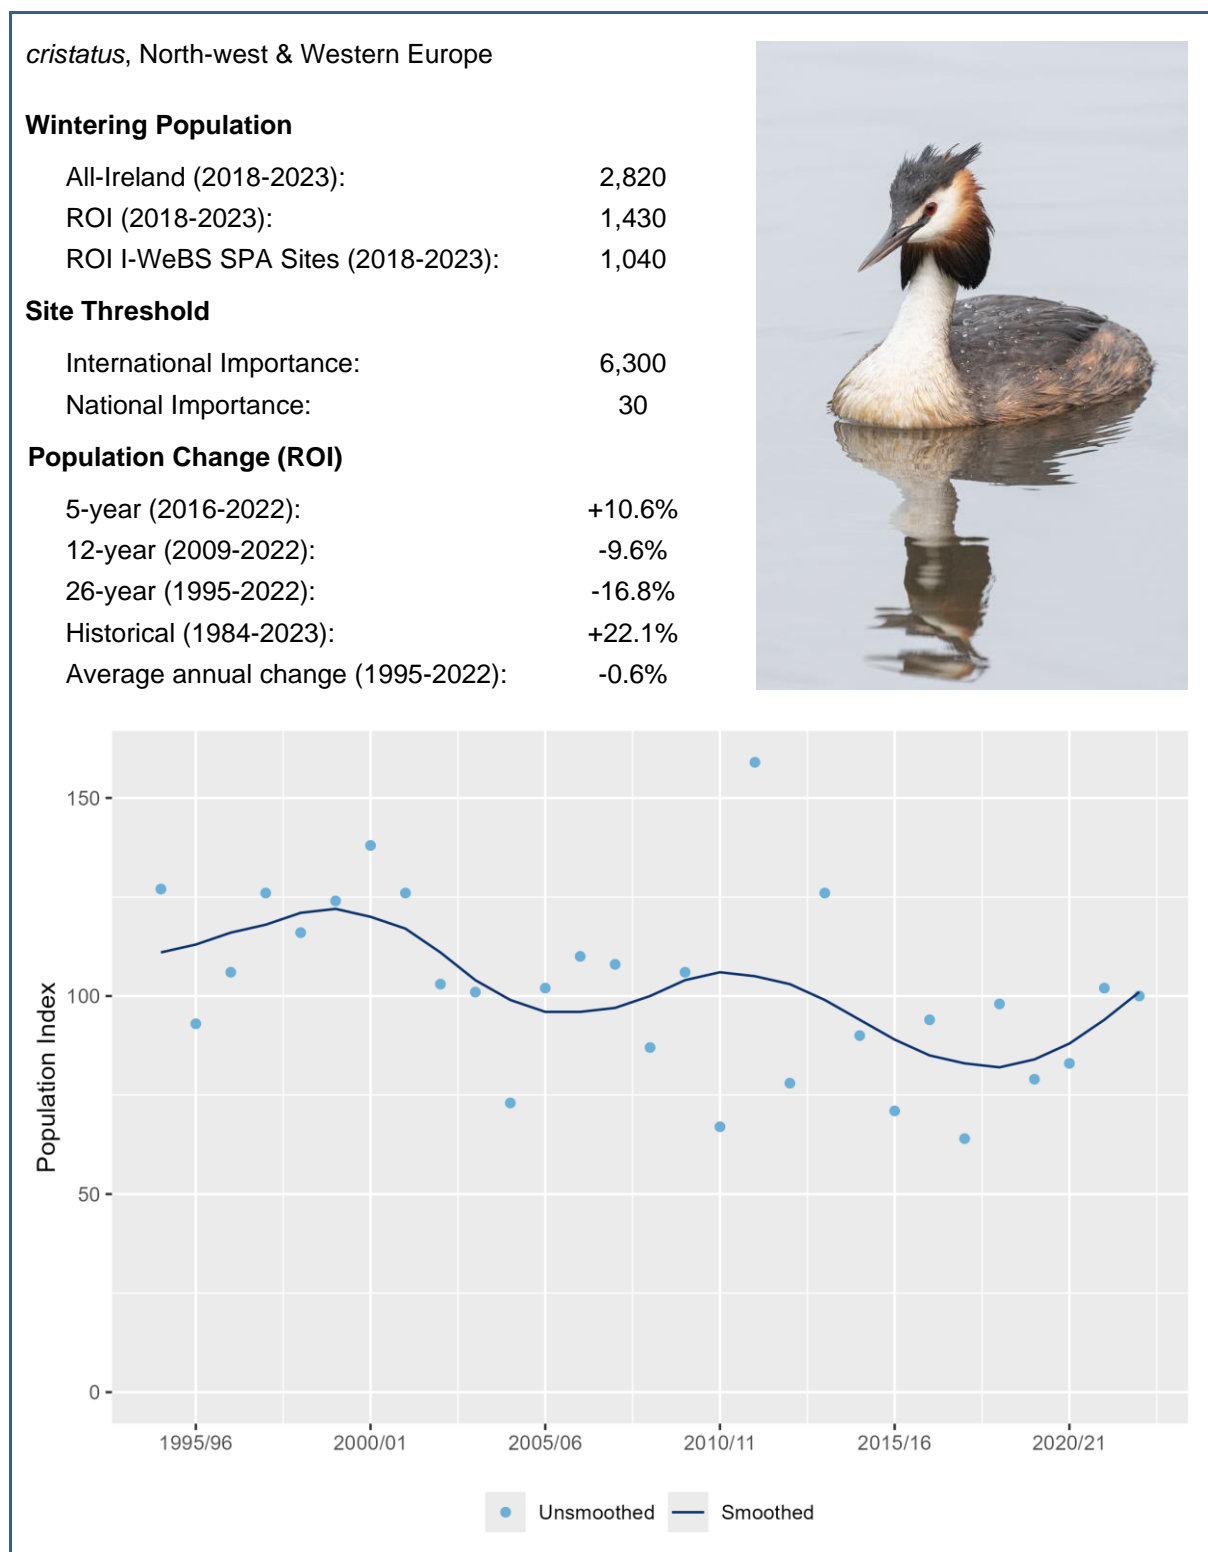 cristatus, North-west & Western Europe
Wintering Population
All-Ireland (2018-2023): 2,820
ROI (2018-2023): 1,430
ROI I-WeBS SPA Sites (2018-2023): 1,040
Site Threshold
International Importance: 6,300
National Importance: 30
Population Change (ROI)
5-year (2016-2022): +10.6%
12-year (2009-2022): -9.6%
26-year (1995-2022): -16.8%
Historical (1984-2023): +22.1%
Average annual change (1995-2022): -0.6%
Population Index
150
100
50
0
1995/96 2000/01 2005/06 2010/11 2015/16 2020/21
Unsmoothed Smoothed